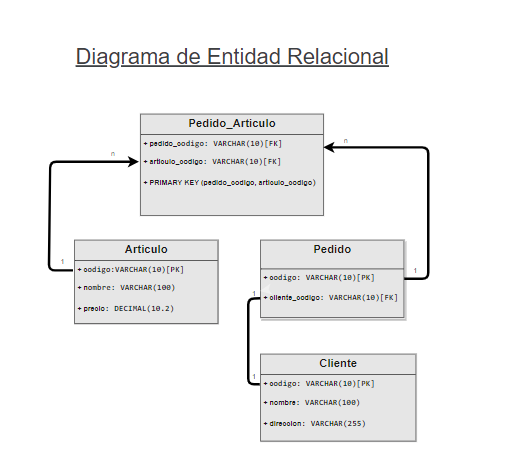 Diagrama de Entidad Relacional
Pedido_Articulo
+ pedido_codigo: VARCHAR(10)[FK]
+ articulo_codigo: VARCHAR(10)[FK]
+ PRIMARY KEY (pedido_codigo, articulo_codigo)
n
n
Articulo
+ codigo:VARCHAR(10)[PK]
+ nombre: VARCHAR(100)
+ precio: DECIMAL(10.2)
1
Pedido
+ codigo: VARCHAR(10)[PK]
+ cliente_codigo: VARCHAR(10)[FK]
1
1
Cliente
+ codigo: VARCHAR(10)[PK]
+ nombre: VARCHAR(100)
+ direccion: VARCHAR(255)
1